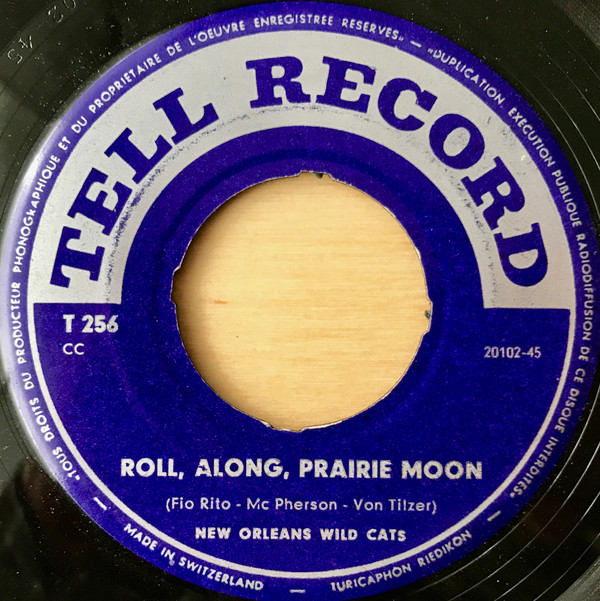 TELL RECORD
T 256
CC
20102-45
ROLL, ALONG, PRAIRIE MOON
(Fio Rito - Mc Pherson - Von Tilzer)
NEW ORLEANS WILD CATS
"TOUS DROITS DU PRODUCTEUR PHONOGRAPHIQUE ET DU PROPRIETAIRE DE L'OEUVRE ENREGISTREE RESERVES„ — „DUPLICATION, EXECUTION PUBLIQUE RADIODIFFUSION DE CE DISQUE INTERDITES"
— MADE IN SWITZERLAND — TURICAPHON RIEDIKON —